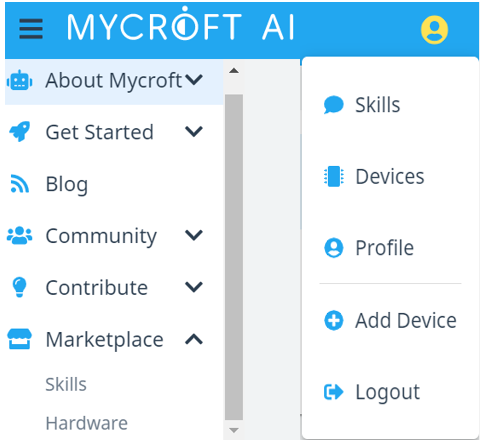 MYCROFT AI
About Mycroft
Get Started
Blog
Community
Contribute
Marketplace
Skills
Hardware
Skills
Devices
Profile
Add Device
Logout